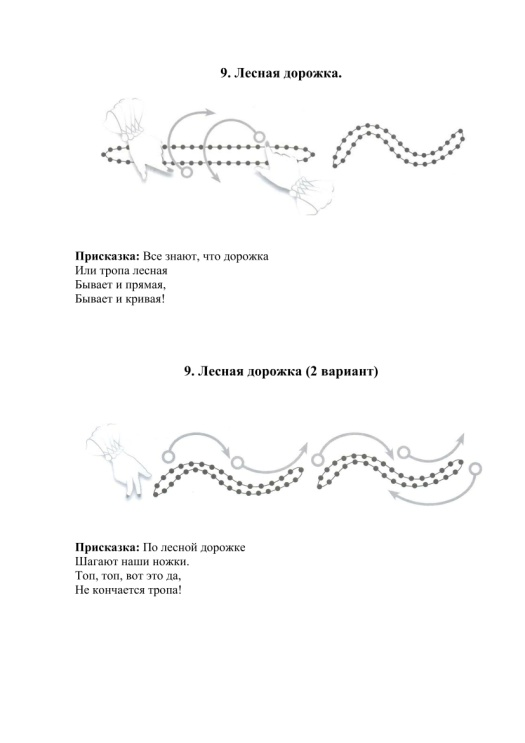 9. Лесная дорожка.
Присказка: Все знают, что дорожка
Или тропа лесная
Бывает и прямая,
Бывает и кривая!
9. Лесная дорожка (2 вариант)
Присказка: По лесной дорожке
Шагают наши ножки.
Топ, топ, вот это да,
Не кончается тропа!